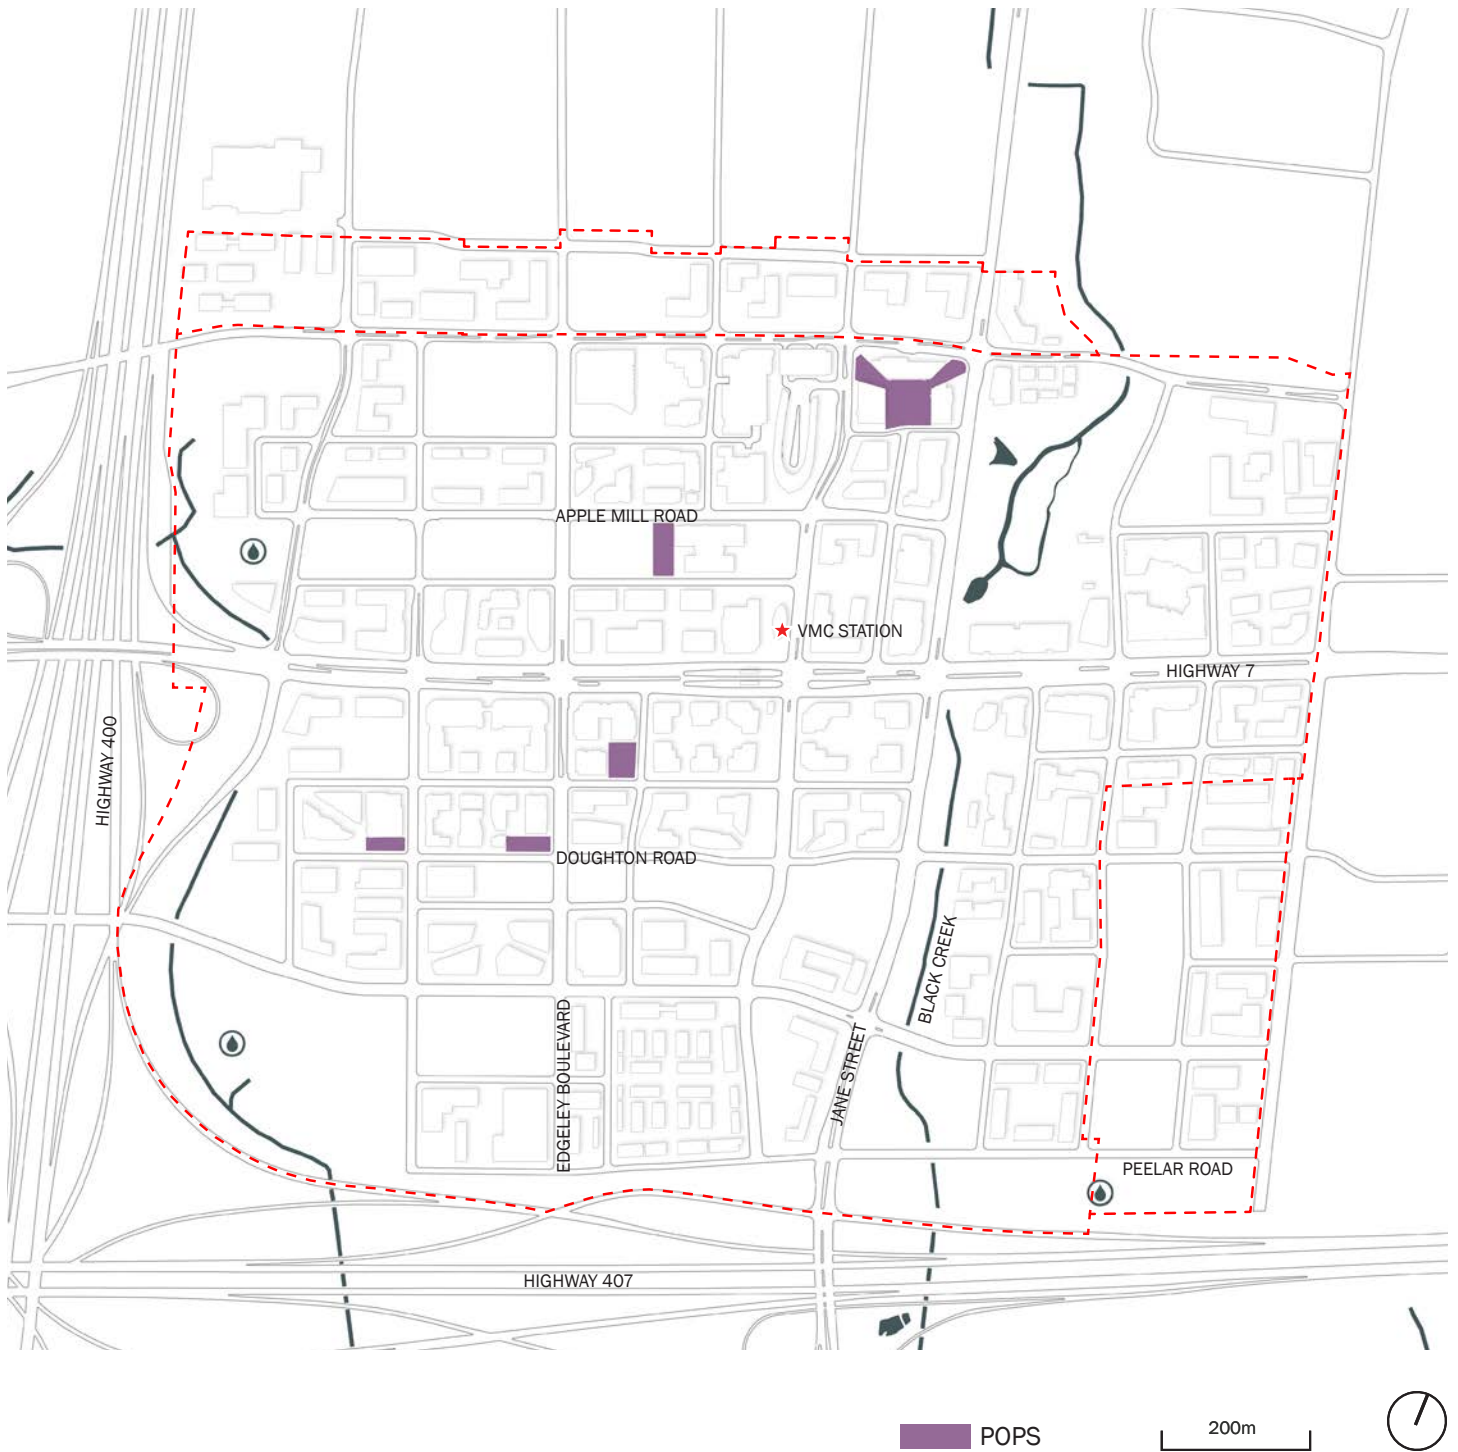 APPLE MILL ROAD
VMC STATION
HIGHWAY 7
HIGHWAY 400
DOUGHTON ROAD
BLACK CREEK
EDGELEY BOULEVARD
JANE STREET
PEELAR ROAD
HIGHWAY 407
POPS
200m